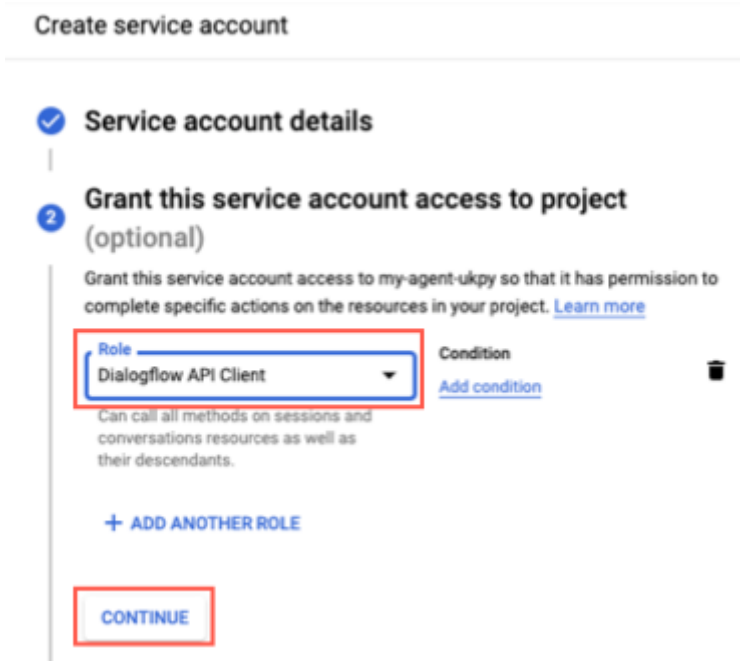 Create service account
Service account details
2
Grant this service account access to project
(optional)
Grant this service account access to my-agent-ukpy so that it has permission to
complete specific actions on the resources in your project. Learn more
Role
Dialogflow API Client
Condition
Add condition
Can call all methods on sessions and
conversations resources as well as
their descendants.
+ ADD ANOTHER ROLE
CONTINUE